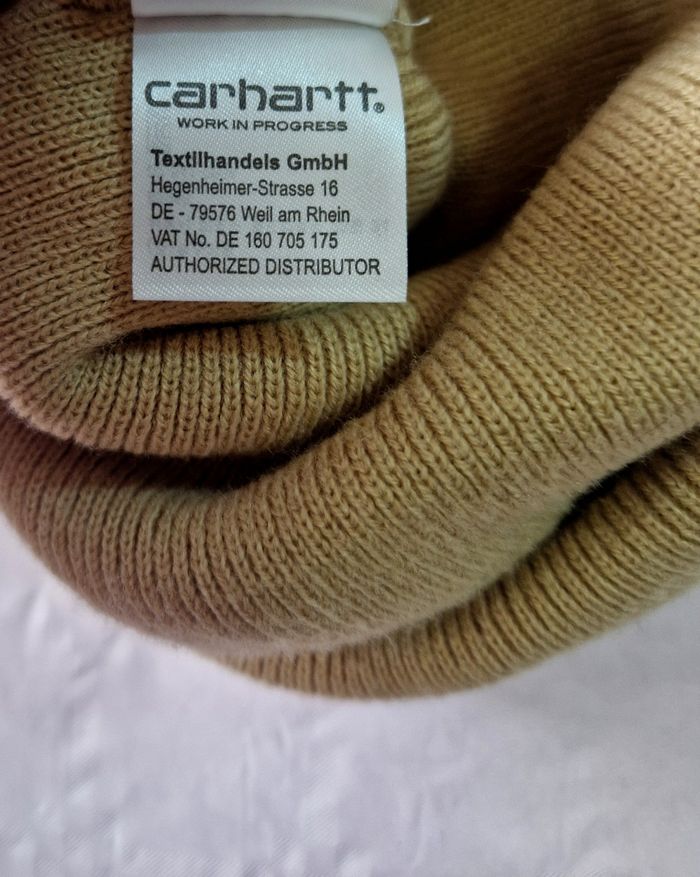 carhartt®
WORK IN PROGRESS
Textilhandels GmbH
Hegenheimer-Strasse 16
DE - 79576 Weil am Rhein
VAT No. DE 160 705 175
AUTHORIZED DISTRIBUTOR